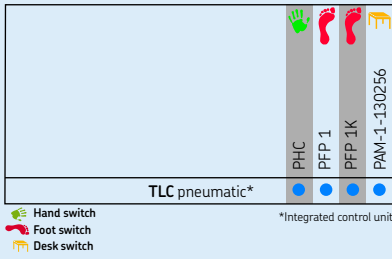 PHC
PFP 1
PFP 1K
PAM-1-130256
TLC pneumatic*
Hand switch
*Integrated control unit
Foot switch
Desk switch